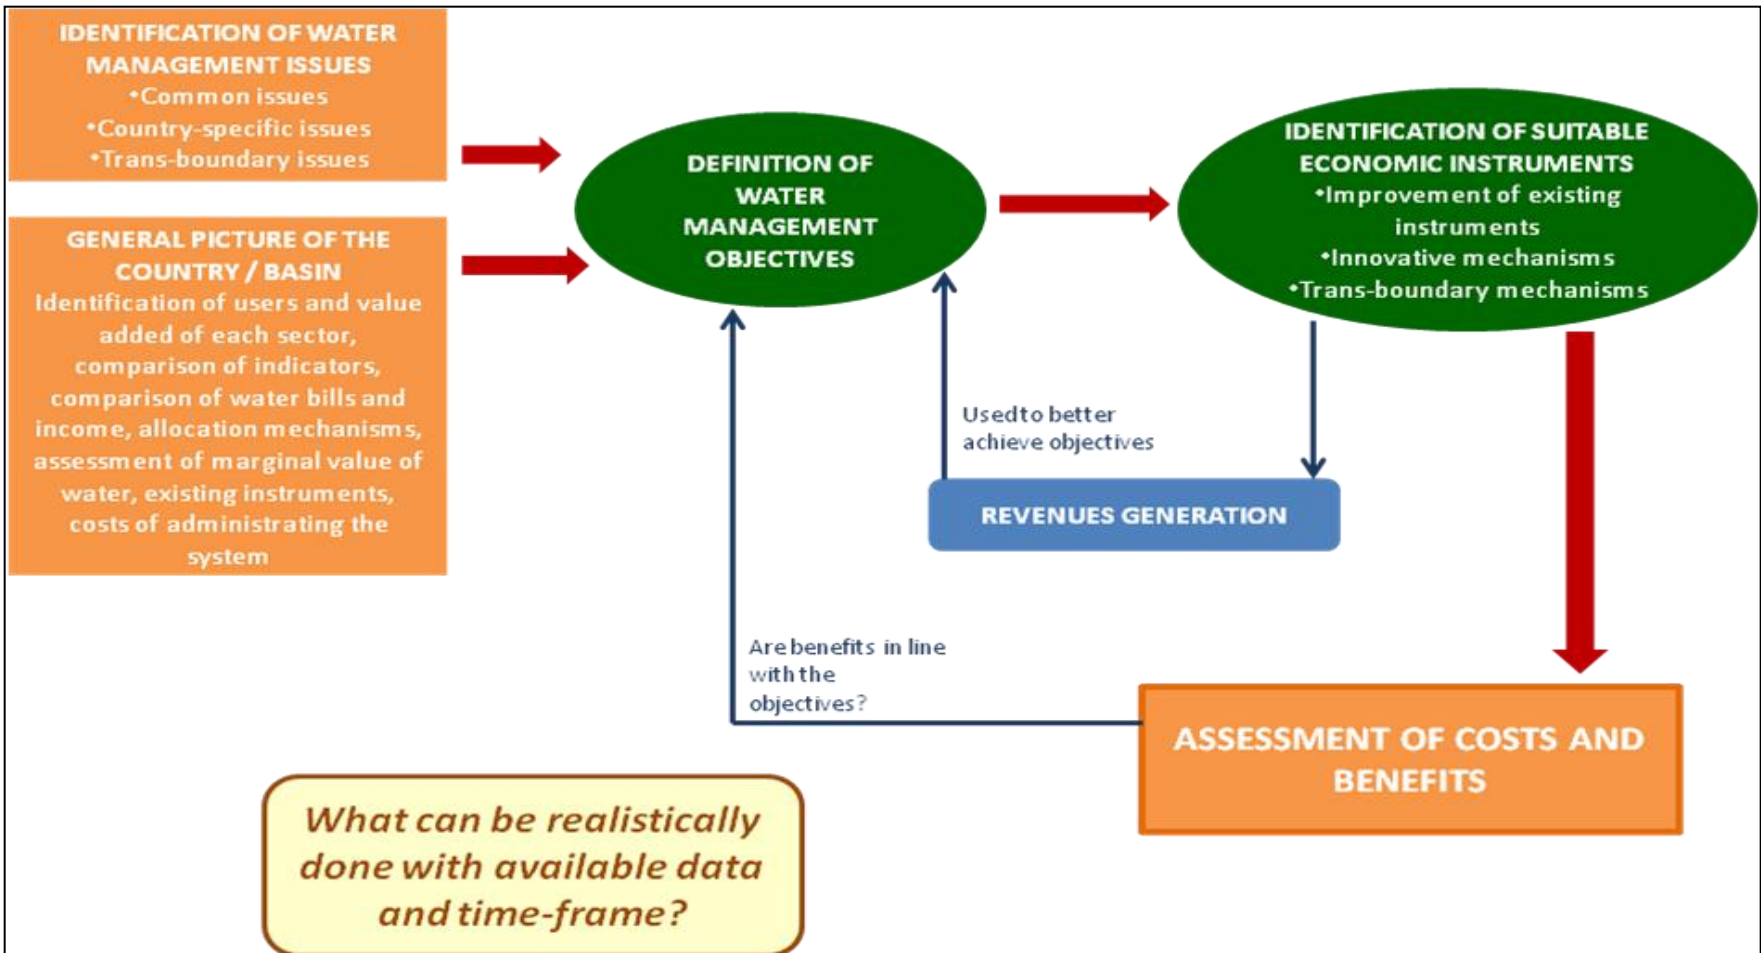 IDENTIFICATION OF WATER
MANAGEMENT ISSUES
•Common issues
•Country-specific issues
•Trans-boundary issues
GENERAL PICTURE OF THE
COUNTRY / BASIN
Identification of users and value
added of each sector,
comparison of indicators,
comparison of water bills and
income, allocation mechanisms,
assessment of marginal value of
water, existing instruments,
costs of administrating the
system
DEFINITION OF
WATER
MANAGEMENT
OBJECTIVES
IDENTIFICATION OF SUITABLE
ECONOMIC INSTRUMENTS
•Improvement of existing
instruments
•Innovative mechanisms
•Trans-boundary mechanisms
Used to better
achieve objectives
REVENUES GENERATION
Are benefits in line
with the
objectives?
ASSESSMENT OF COSTS AND
BENEFITS
What can be realistically
done with available data
and time-frame?